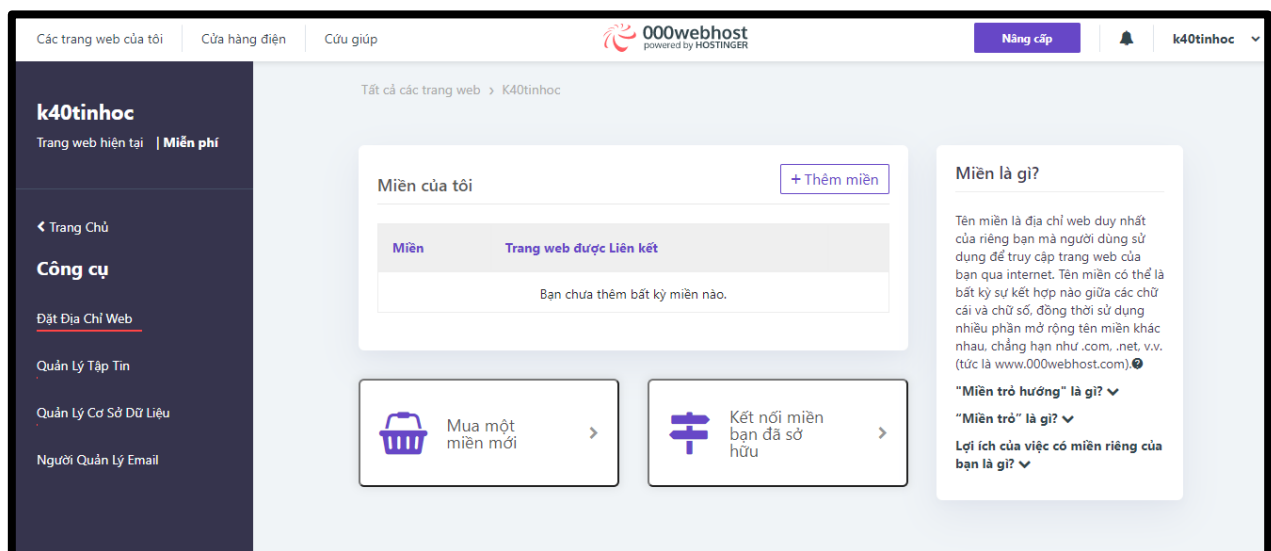 Các trang web của tôi
Cửa hàng điện
Cứu giúp
000webhost
powered by HOSTINGER
Nâng cấp
k40tinhoc
k40tinhoc
Trang web hiện tại | Miễn phí
Trang Chủ
Công cụ
Đặt Địa Chỉ Web
Quản Lý Tập Tin
Quản Lý Cơ Sở Dữ Liệu
Người Quản Lý Email
Tất cả các trang web > K40tinhoc
Miền của tôi
+ Thêm miền
Miền
Trang web được Liên kết
Bạn chưa thêm bất kỳ miền nào.
Mua một
miền mới
Kết nối miền
bạn đã sở
hữu
Miền là gì?
Tên miền là địa chỉ web duy nhất
của riêng bạn mà người dùng sử
dụng để truy cập trang web của
bạn qua internet. Tên miền có thể là
bất kỳ sự kết hợp nào giữa các chữ
cái và chữ số, đồng thời sử dụng
nhiều phần mở rộng tên miền khác
nhau, chẳng hạn như .com, .net, v.v.
(tức là www.000webhost.com).
"Miền trỏ hướng" là gì?
"Miền trỏ" là gì?
Lợi ích của việc có miền riêng của
bạn là gì?